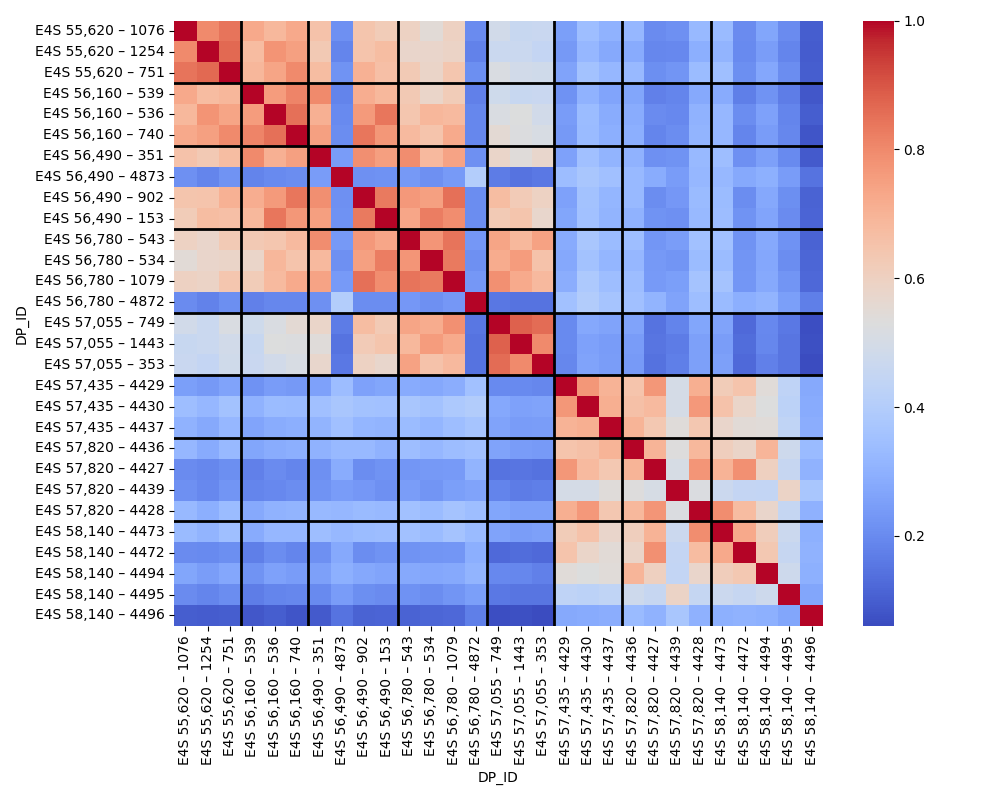 E4S 55,620 – 1076
E4S 55,620 – 1254
E4S 55,620 – 751
E4S 56,160 – 539
E4S 56,160 – 536
E4S 56,160 – 740
E4S 56,490 – 351
E4S 56,490 – 4873
E4S 56,490 – 902
E4S 56,490 – 153
E4S 56,780 – 543
E4S 56,780 – 534
E4S 56,780 – 1079
E4S 56,780 – 4872
E4S 57,055 – 749
E4S 57,055 – 1443
E4S 57,055 – 353
E4S 57,435 – 4429
E4S 57,435 – 4430
E4S 57,435 – 4437
E4S 57,820 – 4436
E4S 57,820 – 4427
E4S 57,820 – 4439
E4S 57,820 – 4428
E4S 58,140 – 4473
E4S 58,140 – 4472
E4S 58,140 – 4494
E4S 58,140 – 4495
E4S 58,140 – 4496
DP_ID
E4S 55,620 – 1076
E4S 55,620 – 1254
E4S 55,620 – 751
E4S 56,160 – 539
E4S 56,160 – 536
E4S 56,160 – 740
E4S 56,490 – 351
E4S 56,490 – 4873
E4S 56,490 – 902
E4S 56,490 – 153
E4S 56,780 – 543
E4S 56,780 – 534
E4S 56,780 – 1079
E4S 56,780 – 4872
E4S 57,055 – 749
E4S 57,055 – 1443
E4S 57,055 – 353
E4S 57,435 – 4429
E4S 57,435 – 4430
E4S 57,435 – 4437
E4S 57,820 – 4436
E4S 57,820 – 4427
E4S 57,820 – 4439
E4S 57,820 – 4428
E4S 58,140 – 4473
E4S 58,140 – 4472
E4S 58,140 – 4494
E4S 58,140 – 4495
E4S 58,140 – 4496
DP_ID
1.0
0.8
0.6
0.4
0.2